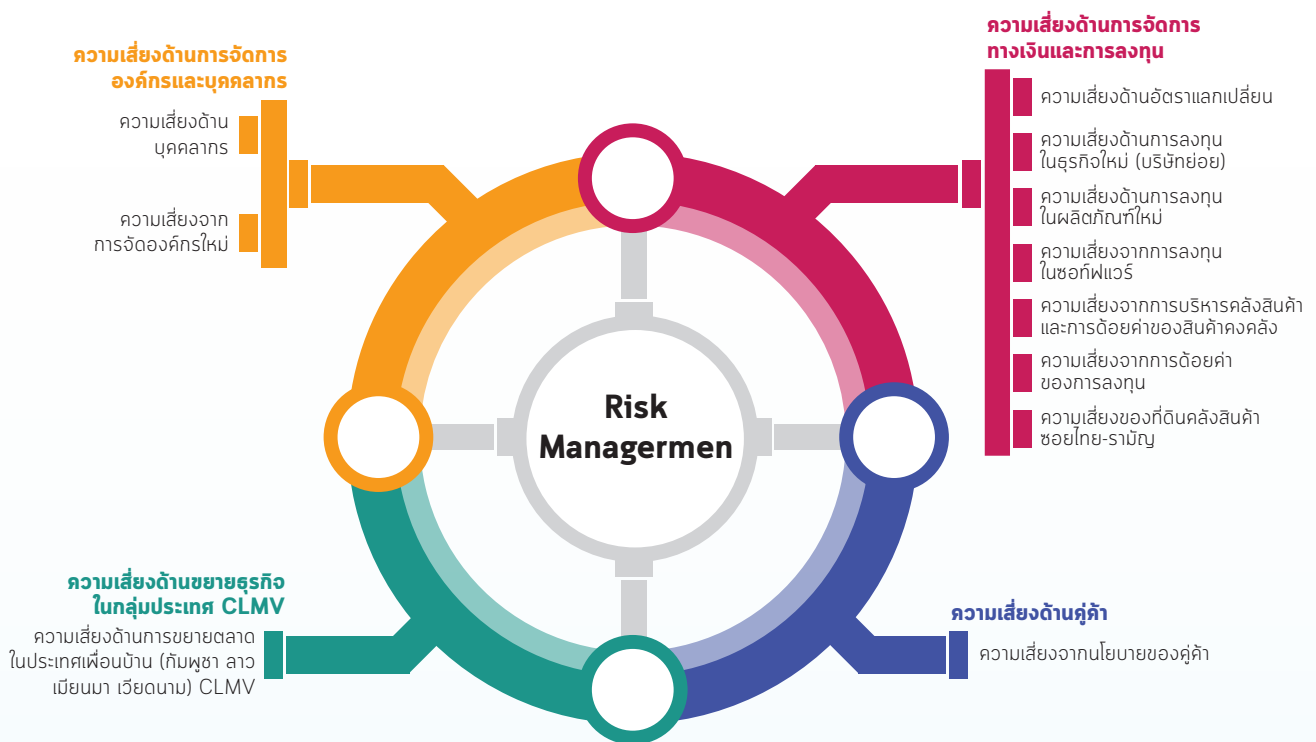 ความเสี่ยงด้านการจัดการ
องค์กรและบุคคลากร
ความเสี่ยงด้าน
บุคคลากร
ความเสี่ยงจาก
การจัดองค์กรใหม่
ความเสี่ยงด้านการจัดการ
ทางเงินและการลงทุน
ความเสี่ยงด้านอัตราแลกเปลี่ยน
ความเสี่ยงด้านการลงทุน
ในธุรกิจใหม่ (บริษัทย่อย)
ความเสี่ยงด้านการลงทุน
ในผลิตภัณฑ์ใหม่
ความเสี่ยงจากการลงทุน
ในซอฟท์แวร์
ความเสี่ยงจากการบริหารคลังสินค้า
และการด้อยค่าของสินค้าคงคลัง
ความเสี่ยงจากการด้อยค่า
ของการลงทุน
ความเสี่ยงของที่ดินคลังสินค้า
ซอยไทย-รามัญ
Risk
Managermen
ความเสี่ยงด้านขยายธุรกิจ
ในกลุ่มประเทศ CLMV
ความเสี่ยงด้านการขยายตลาด
ในประเทศเพื่อนบ้าน (กัมพูชา ลาว
เมียนมา เวียดนาม) CLMV
ความเสี่ยงด้านคู่ค้า
ความเสี่ยงจากนโยบายของคู่ค้า